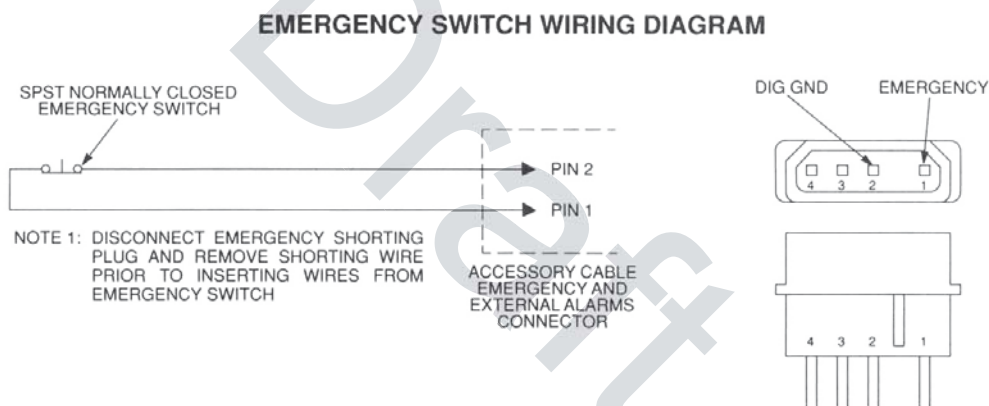 EMERGENCY SWITCH WIRING DIAGRAM
SPST NORMALLY CLOSED
EMERGENCY SWITCH
PIN 2
PIN 1
NOTE 1: DISCONNECT EMERGENCY SHORTING
PLUG AND REMOVE SHORTING WIRE
PRIOR TO INSERTING WIRES FROM
EMERGENCY SWITCH
ACCESSORY CABLE
EMERGENCY AND
EXTERNAL ALARMS
CONNECTOR
DIG GND
EMERGENCY
4 3 2 1
4 3 2 1
Draft